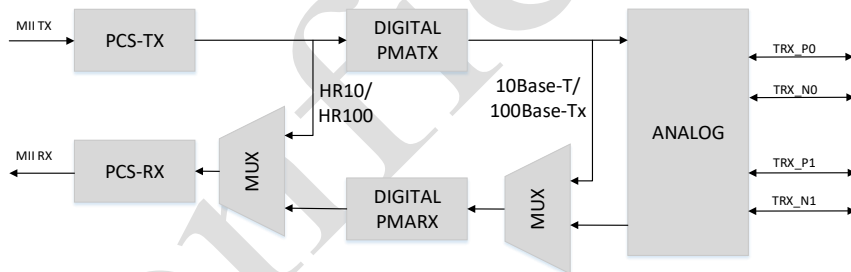 MII TX
PCS-TX
DIGITAL
PMATX
HR10/
HR100
10Base-T/
100Base-Tx
ANALOG
TRX_P0
TRX_N0
TRX_P1
TRX_N1
MII RX
PCS-RX
MUX
DIGITAL
PMARX
MUX